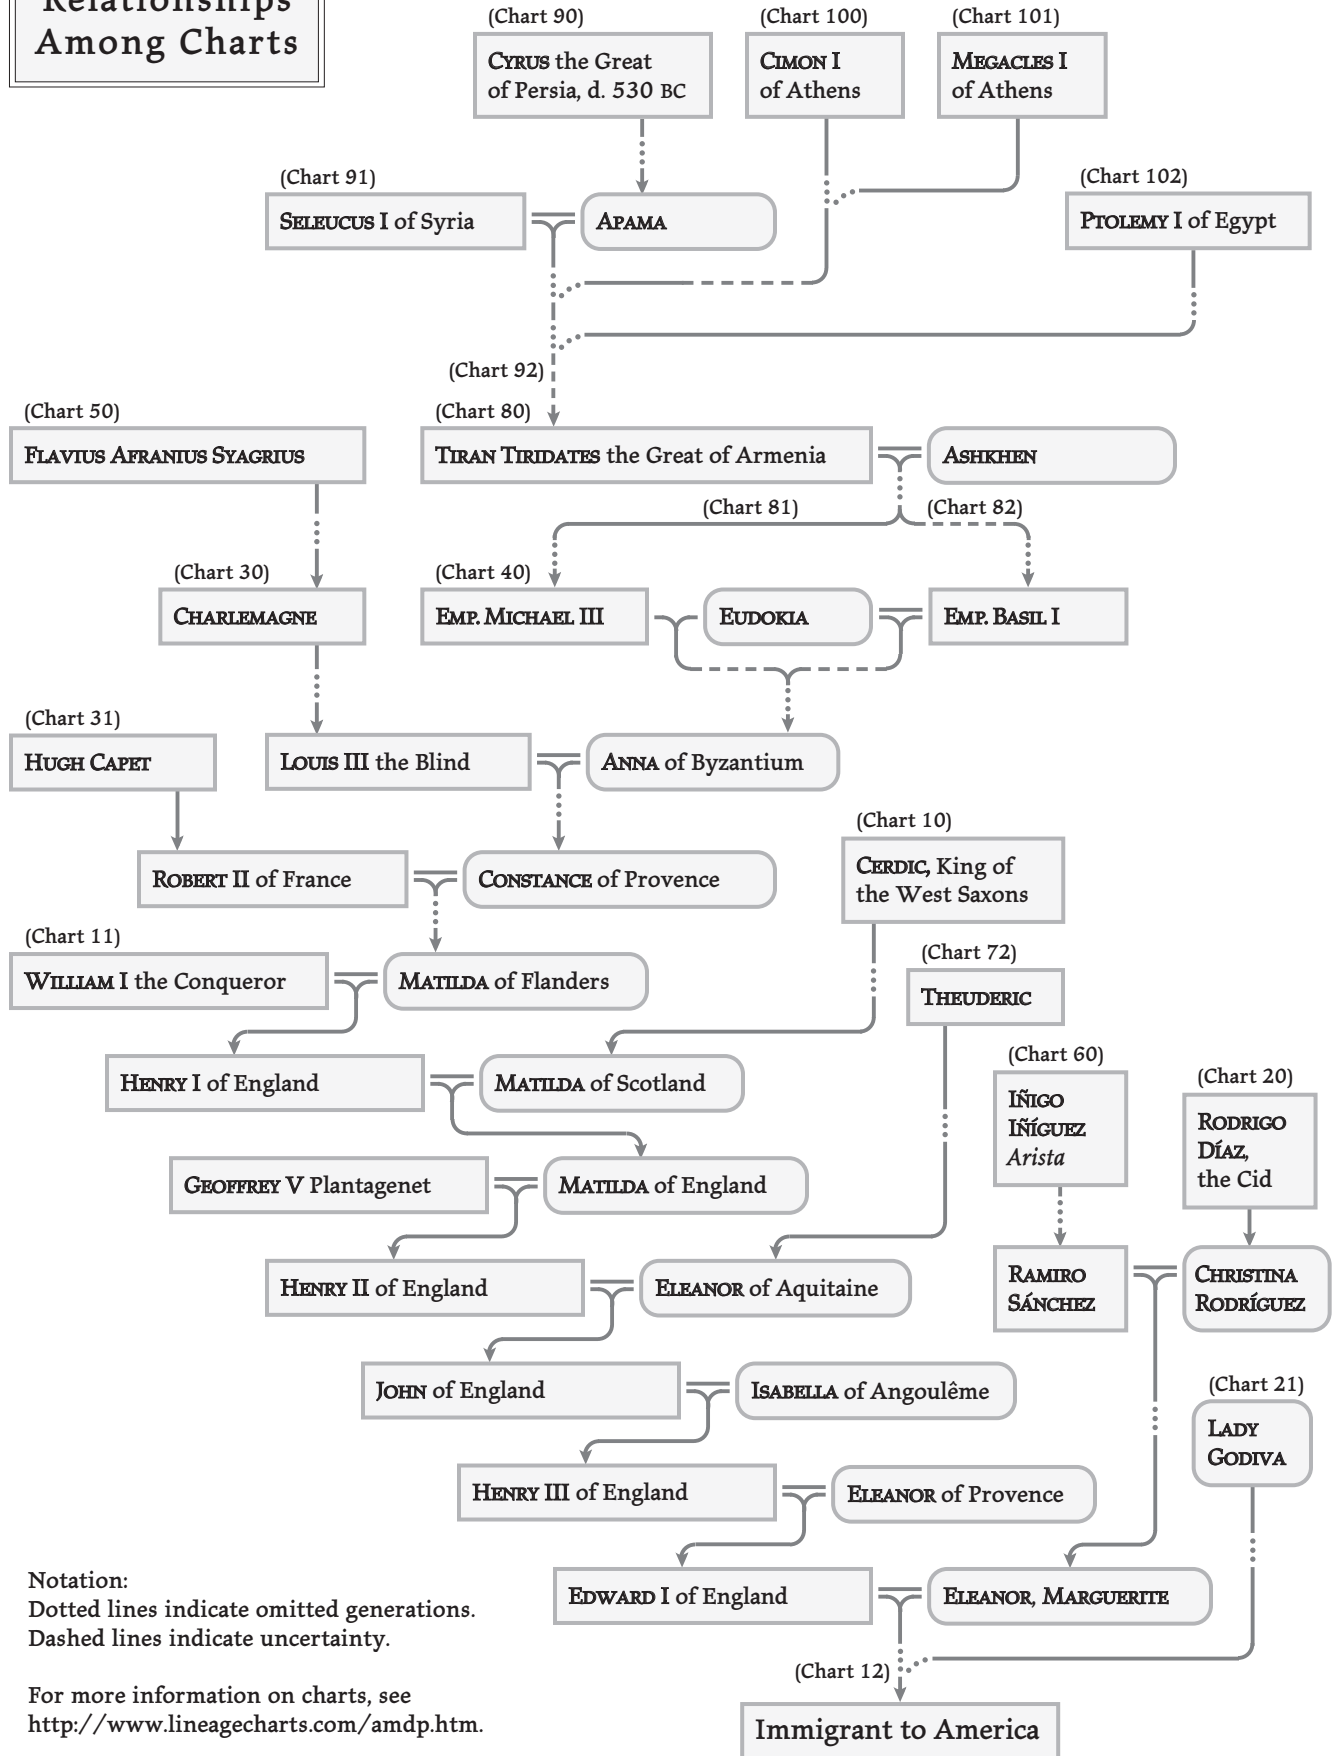 Relationships
Among Charts
(Chart 90)
CYRUS the Great
of Persia, d. 530 BC
(Chart 100)
CIMON I
of Athens
(Chart 101)
MEGACLES I
of Athens
(Chart 91)
SELEUCUS I of Syria
APAMA
(Chart 102)
PTOLEMY I of Egypt
(Chart 92)
(Chart 50)
FLAVIUS AFRANIUS SYAGRIUS
(Chart 80)
TIRAN TIRIDATES the Great of Armenia
ASHKHEN
(Chart 81)
(Chart 82)
(Chart 30)
CHARLEMAGNE
(Chart 40)
EMP. MICHAEL III
EUDOKIA
EMP. BASIL I
(Chart 31)
HUGH CAPET
LOUIS III the Blind
ANNA of Byzantium
(Chart 10)
CERDIC, King of
the West Saxons
ROBERT II of France
CONSTANCE of Provence
(Chart 11)
WILLIAM I the Conqueror
MATILDA of Flanders
(Chart 72)
THEUDERIC
HENRY I of England
MATILDA of Scotland
(Chart 60)
IÑIGO
IÑÍGUEZ
Arista
(Chart 20)
RODRIGO
DÍAZ,
the Cid
GEOFFREY V Plantagenet
MATILDA of England
HENRY II of England
ELEANOR of Aquitaine
RAMIRO
SÁNCHEZ
CHRISTINA
RODRÍGUEZ
JOHN of England
ISABELLA of Angoulême
(Chart 21)
LADY
GODIVA
HENRY III of England
ELEANOR of Provence
EDWARD I of England
ELEANOR, MARGUERITE
(Chart 12)
Immigrant to America
Notation:
Dotted lines indicate omitted generations.
Dashed lines indicate uncertainty.
For more information on charts, see
http://www.lineagecharts.com/amdp.htm.